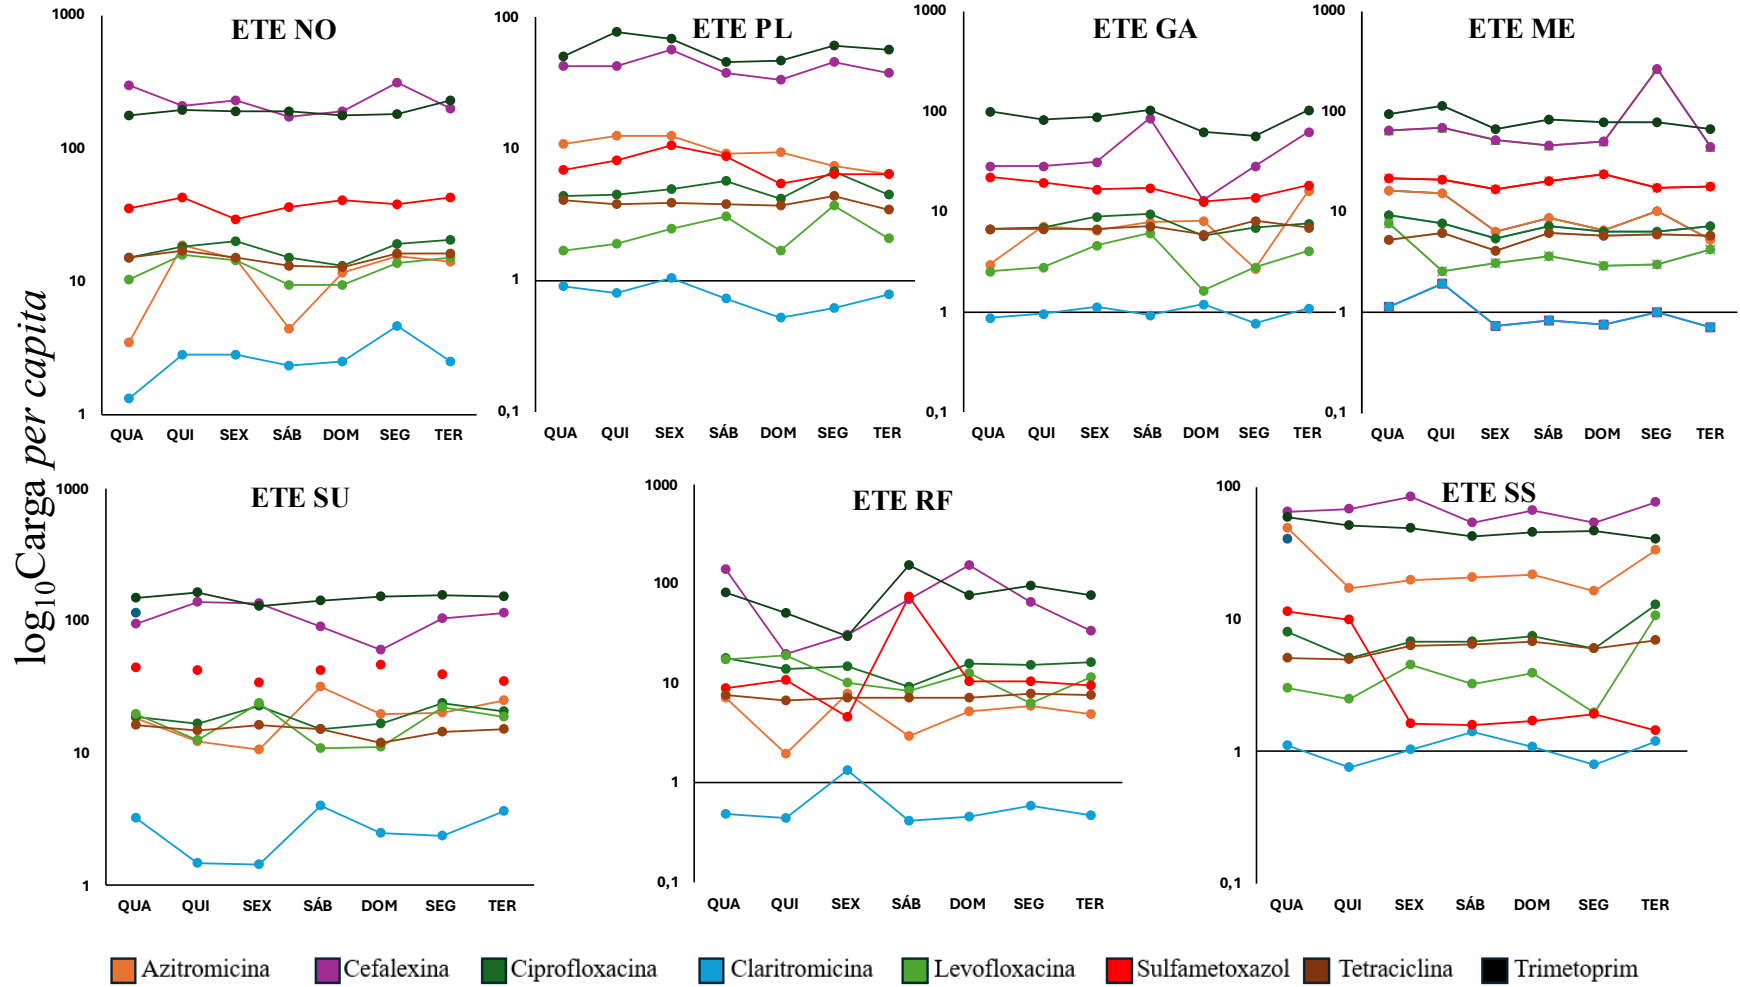 log10Carga per capita
ETE NO
1000
100
10
1
QUA QUI SEX SÁB DOM SEG TER
ETE PL
100
10
1
0,1
QUA QUI SEX SÁB DOM SEG TER
ETE GA
1000
100
10
1
0,1
QUA QUI SEX SÁB DOM SEG TER
ETE ME
1000
100
10
1
0,1
QUA QUI SEX SÁB DOM SEG TER
ETE SU
1000
100
10
1
QUA QUI SEX SÁB DOM SEG TER
ETE RF
1000
100
10
1
0,1
QUA QUI SEX SÁB DOM SEG TER
ETE SS
100
10
1
0,1
QUA QUI SEX SÁB DOM SEG TER
Azitromicina Cefalexina Ciprofloxacina Claritromicina Levofloxacina Sulfametoxazol Tetraciclina Trimetoprim